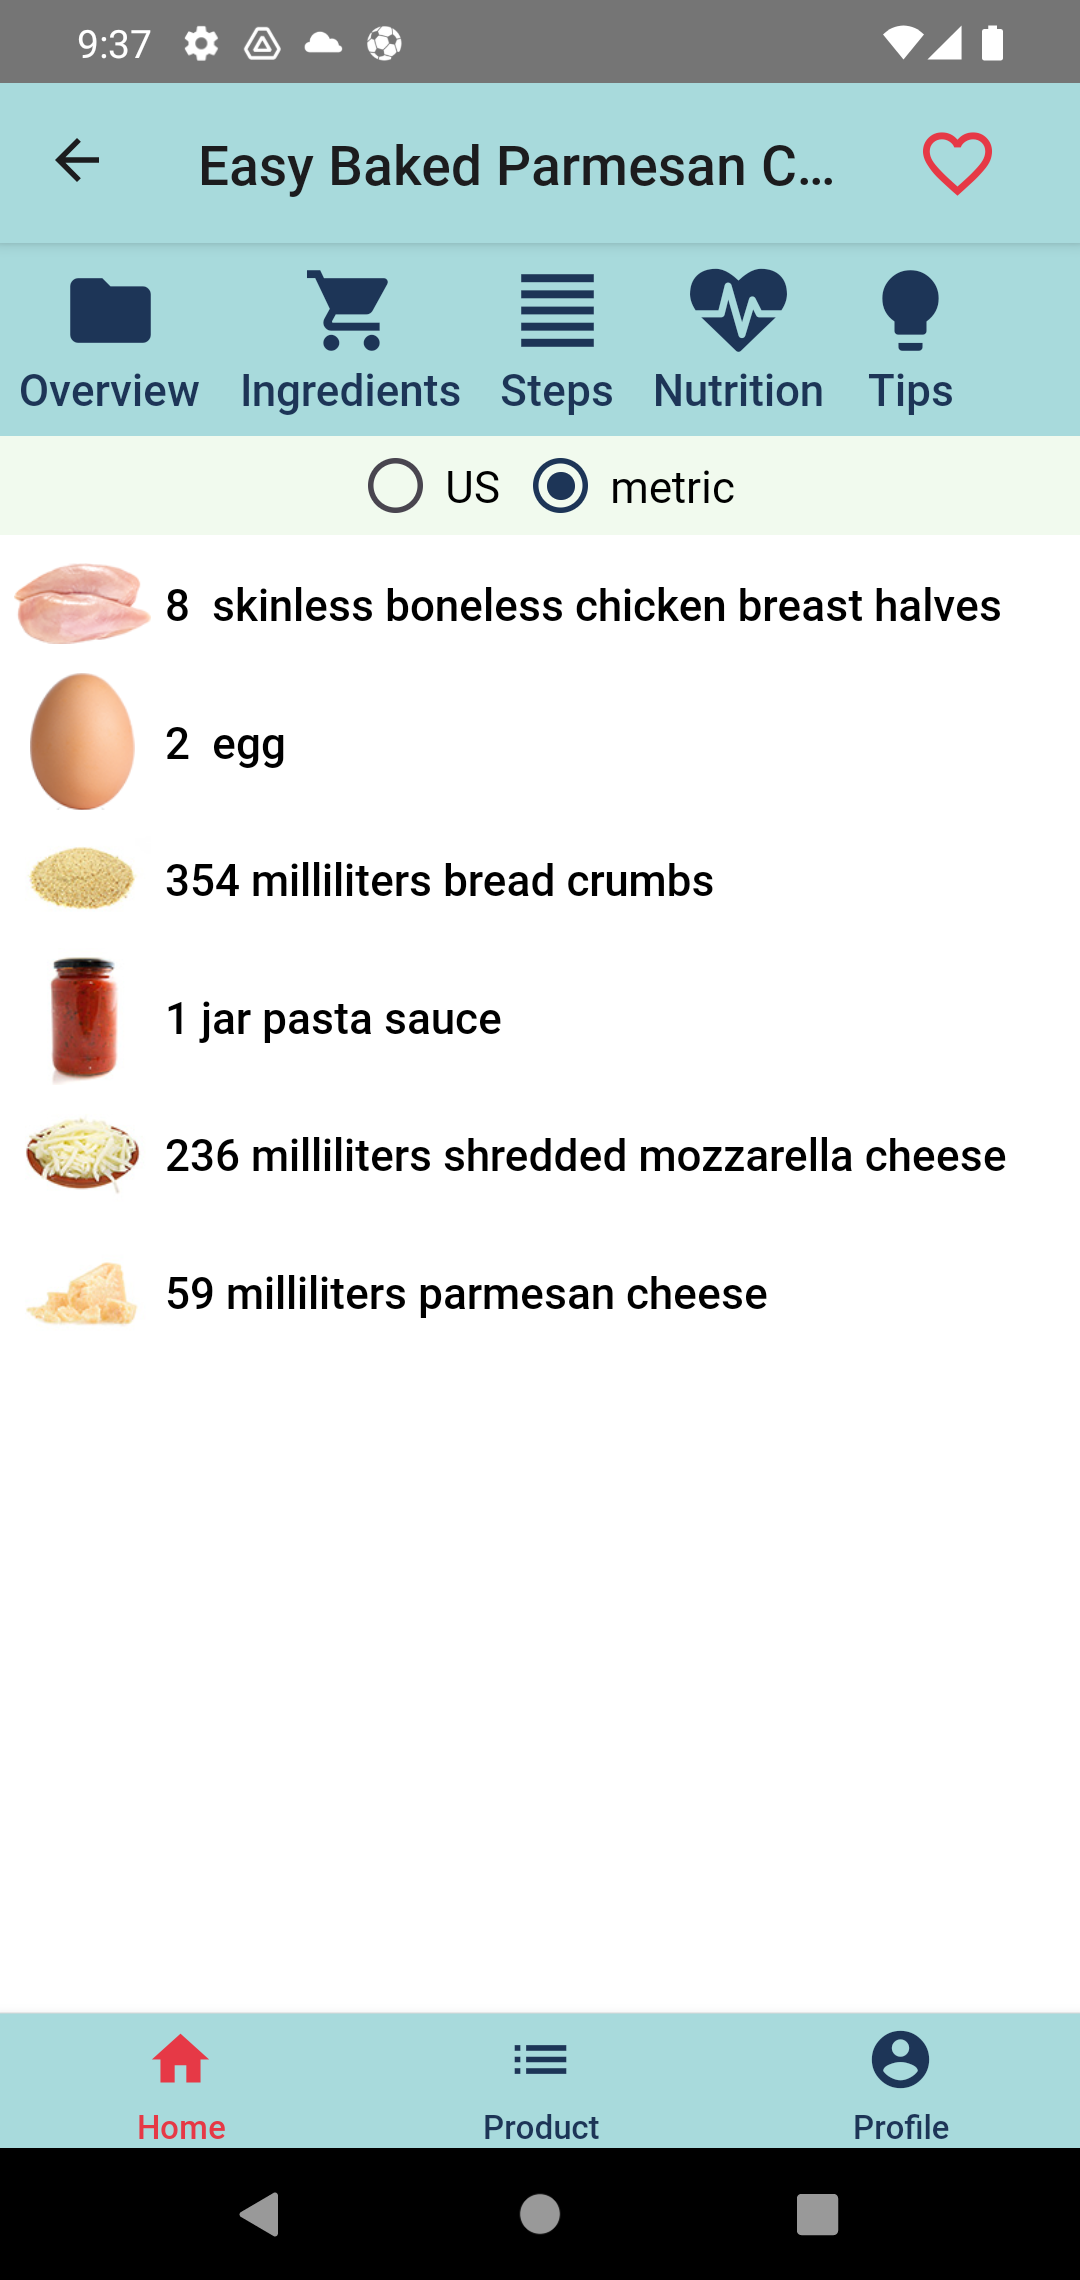 9:37
Easy Baked Parmesan C...
Overview Ingredients Steps Nutrition Tips
US metric
8 skinless boneless chicken breast halves
2 egg
354 milliliters bread crumbs
1 jar pasta sauce
236 milliliters shredded mozzarella cheese
59 milliliters parmesan cheese
Home Product Profile